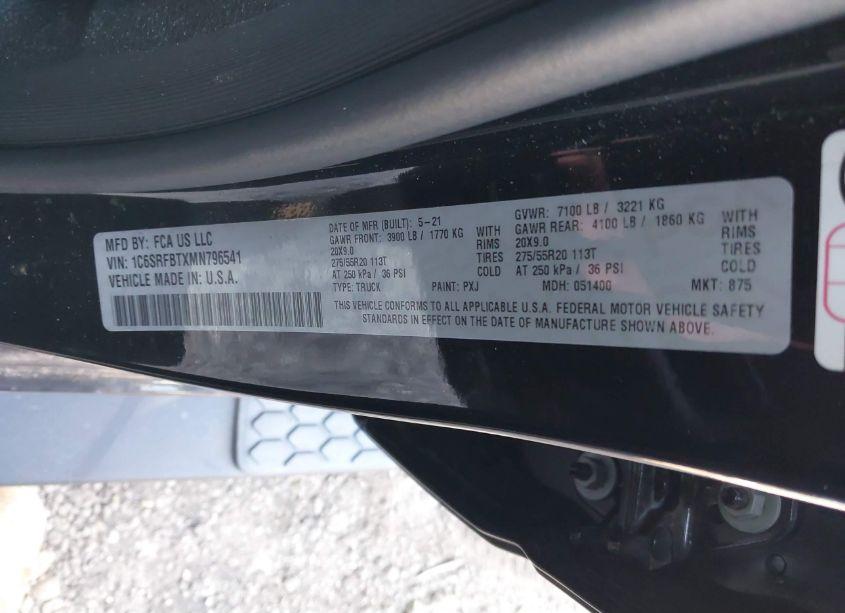 MFD BY: FCA US LLC
VIN: 1C6SRFBTXMN796541
VEHICLE MADE IN: U.S.A.
DATE OF MFR (BUILT): 5-21
GAWR FRONT: 3900 LB / 1770 KG WITH
20X9.0 RIMS
275/55R20 113T TIRES
AT 250 kPa / 36 PSI COLD
GVWR: 7100 LB / 3221 KG
GAWR REAR: 4100 LB / 1860 KG WITH
20X9.0 RIMS
275/55R20 113T TIRES
AT 250 kPa / 36 PSI COLD
TYPE: TRUCK PAINT: PXJ MDH: 051400 MKT: 875
THIS VEHICLE CONFORMS TO ALL APPLICABLE U.S.A. FEDERAL MOTOR VEHICLE SAFETY
STANDARDS IN EFFECT ON THE DATE OF MANUFACTURE SHOWN ABOVE.